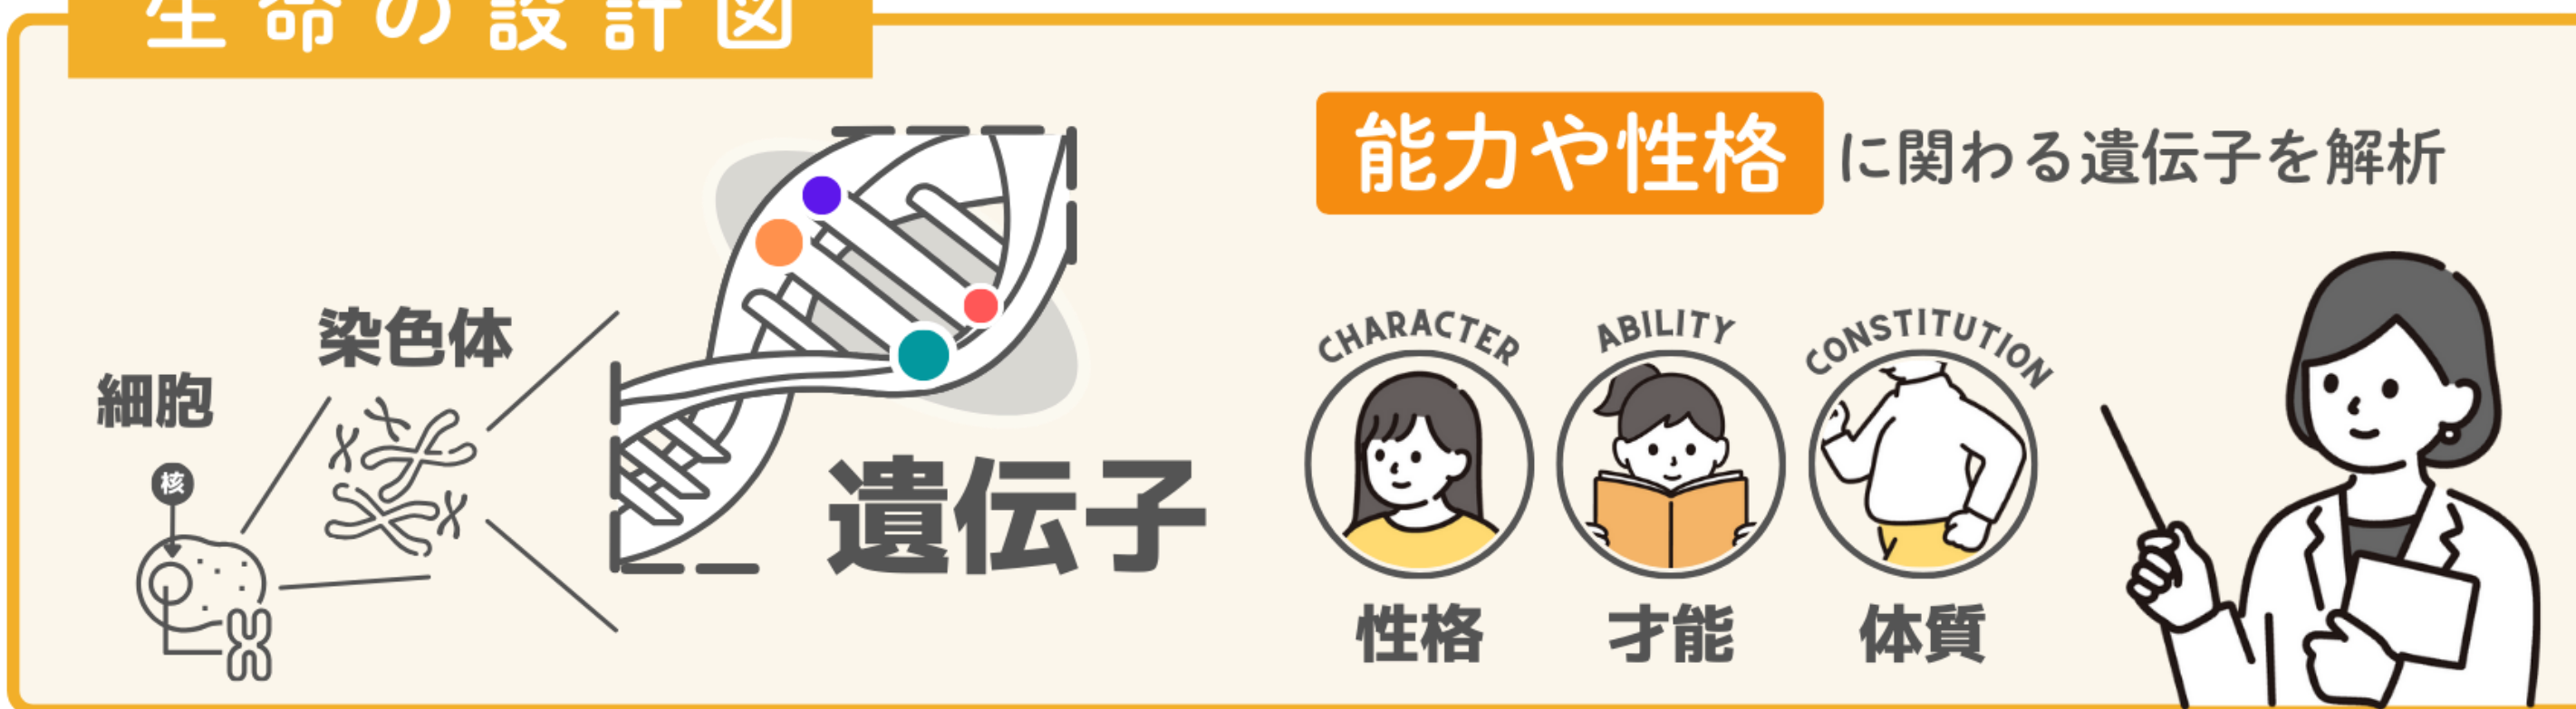 生命の設計図
能力や性格に関わる遺伝子を解析
細胞
核
染色体
遺伝子
CHARACTER
性格
ABILITY
才能
CONSTITUTION
体質